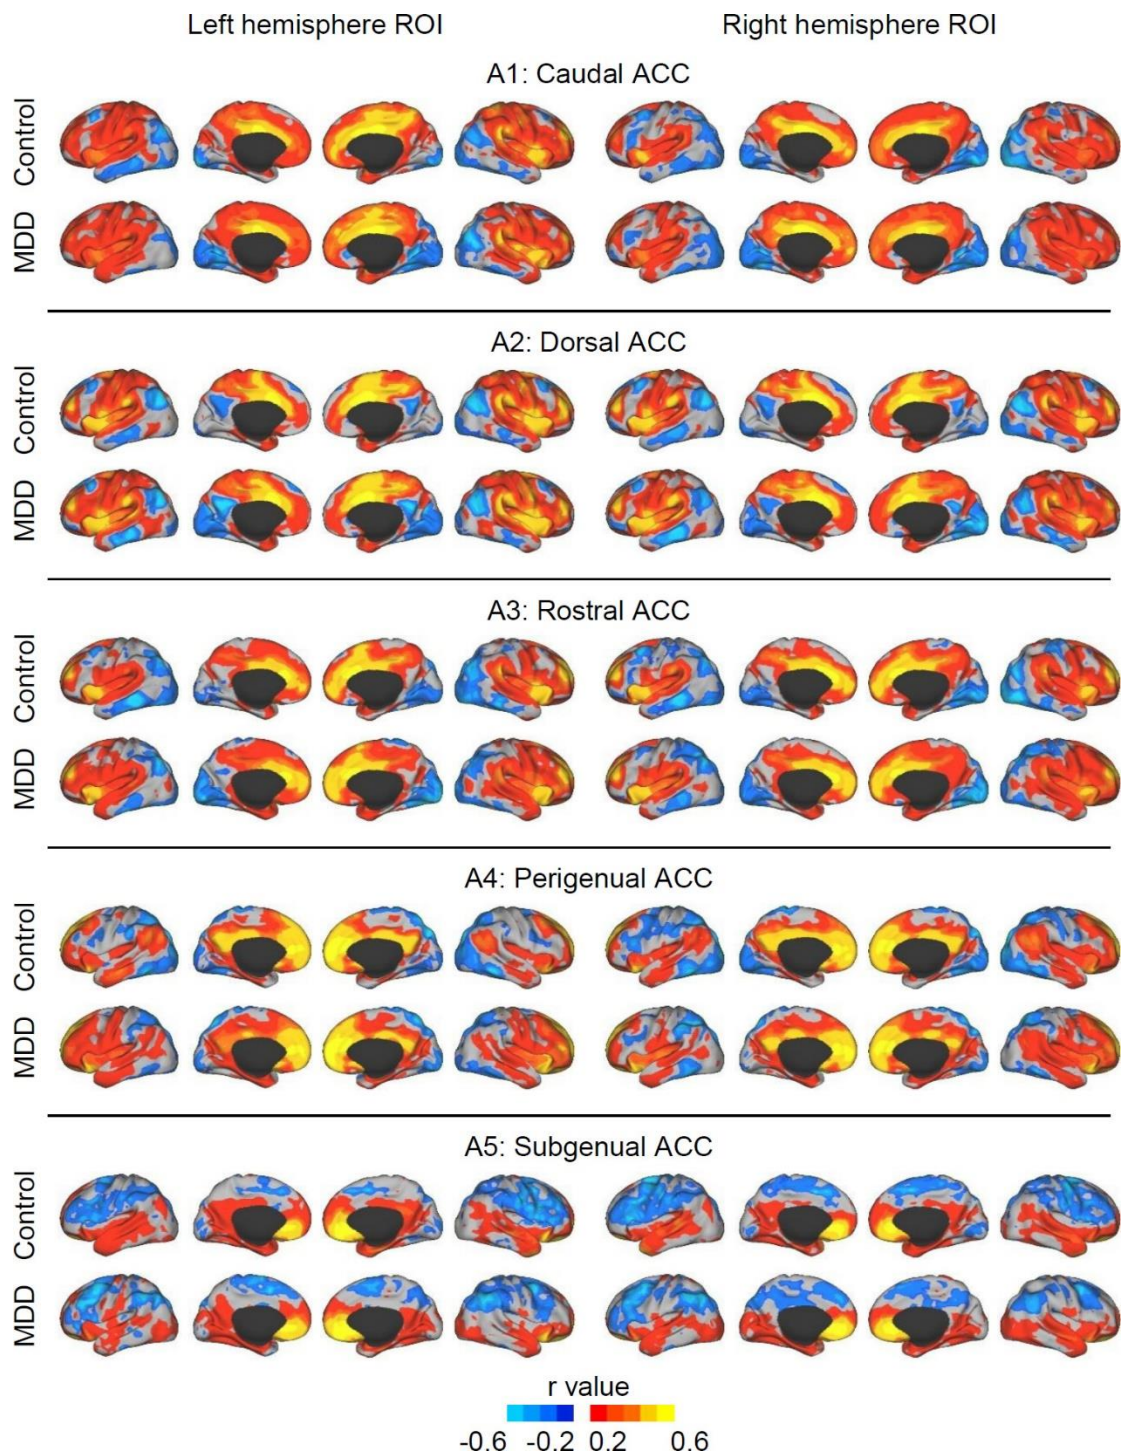 Left hemisphere ROI
Right hemisphere ROI
A1: Caudal ACC
Control
MDD
A2: Dorsal ACC
Control
MDD
A3: Rostral ACC
Control
MDD
A4: Perigenual ACC
Control
MDD
A5: Subgenual ACC
Control
MDD
r value
-0.6 -0.2 0.2 0.6